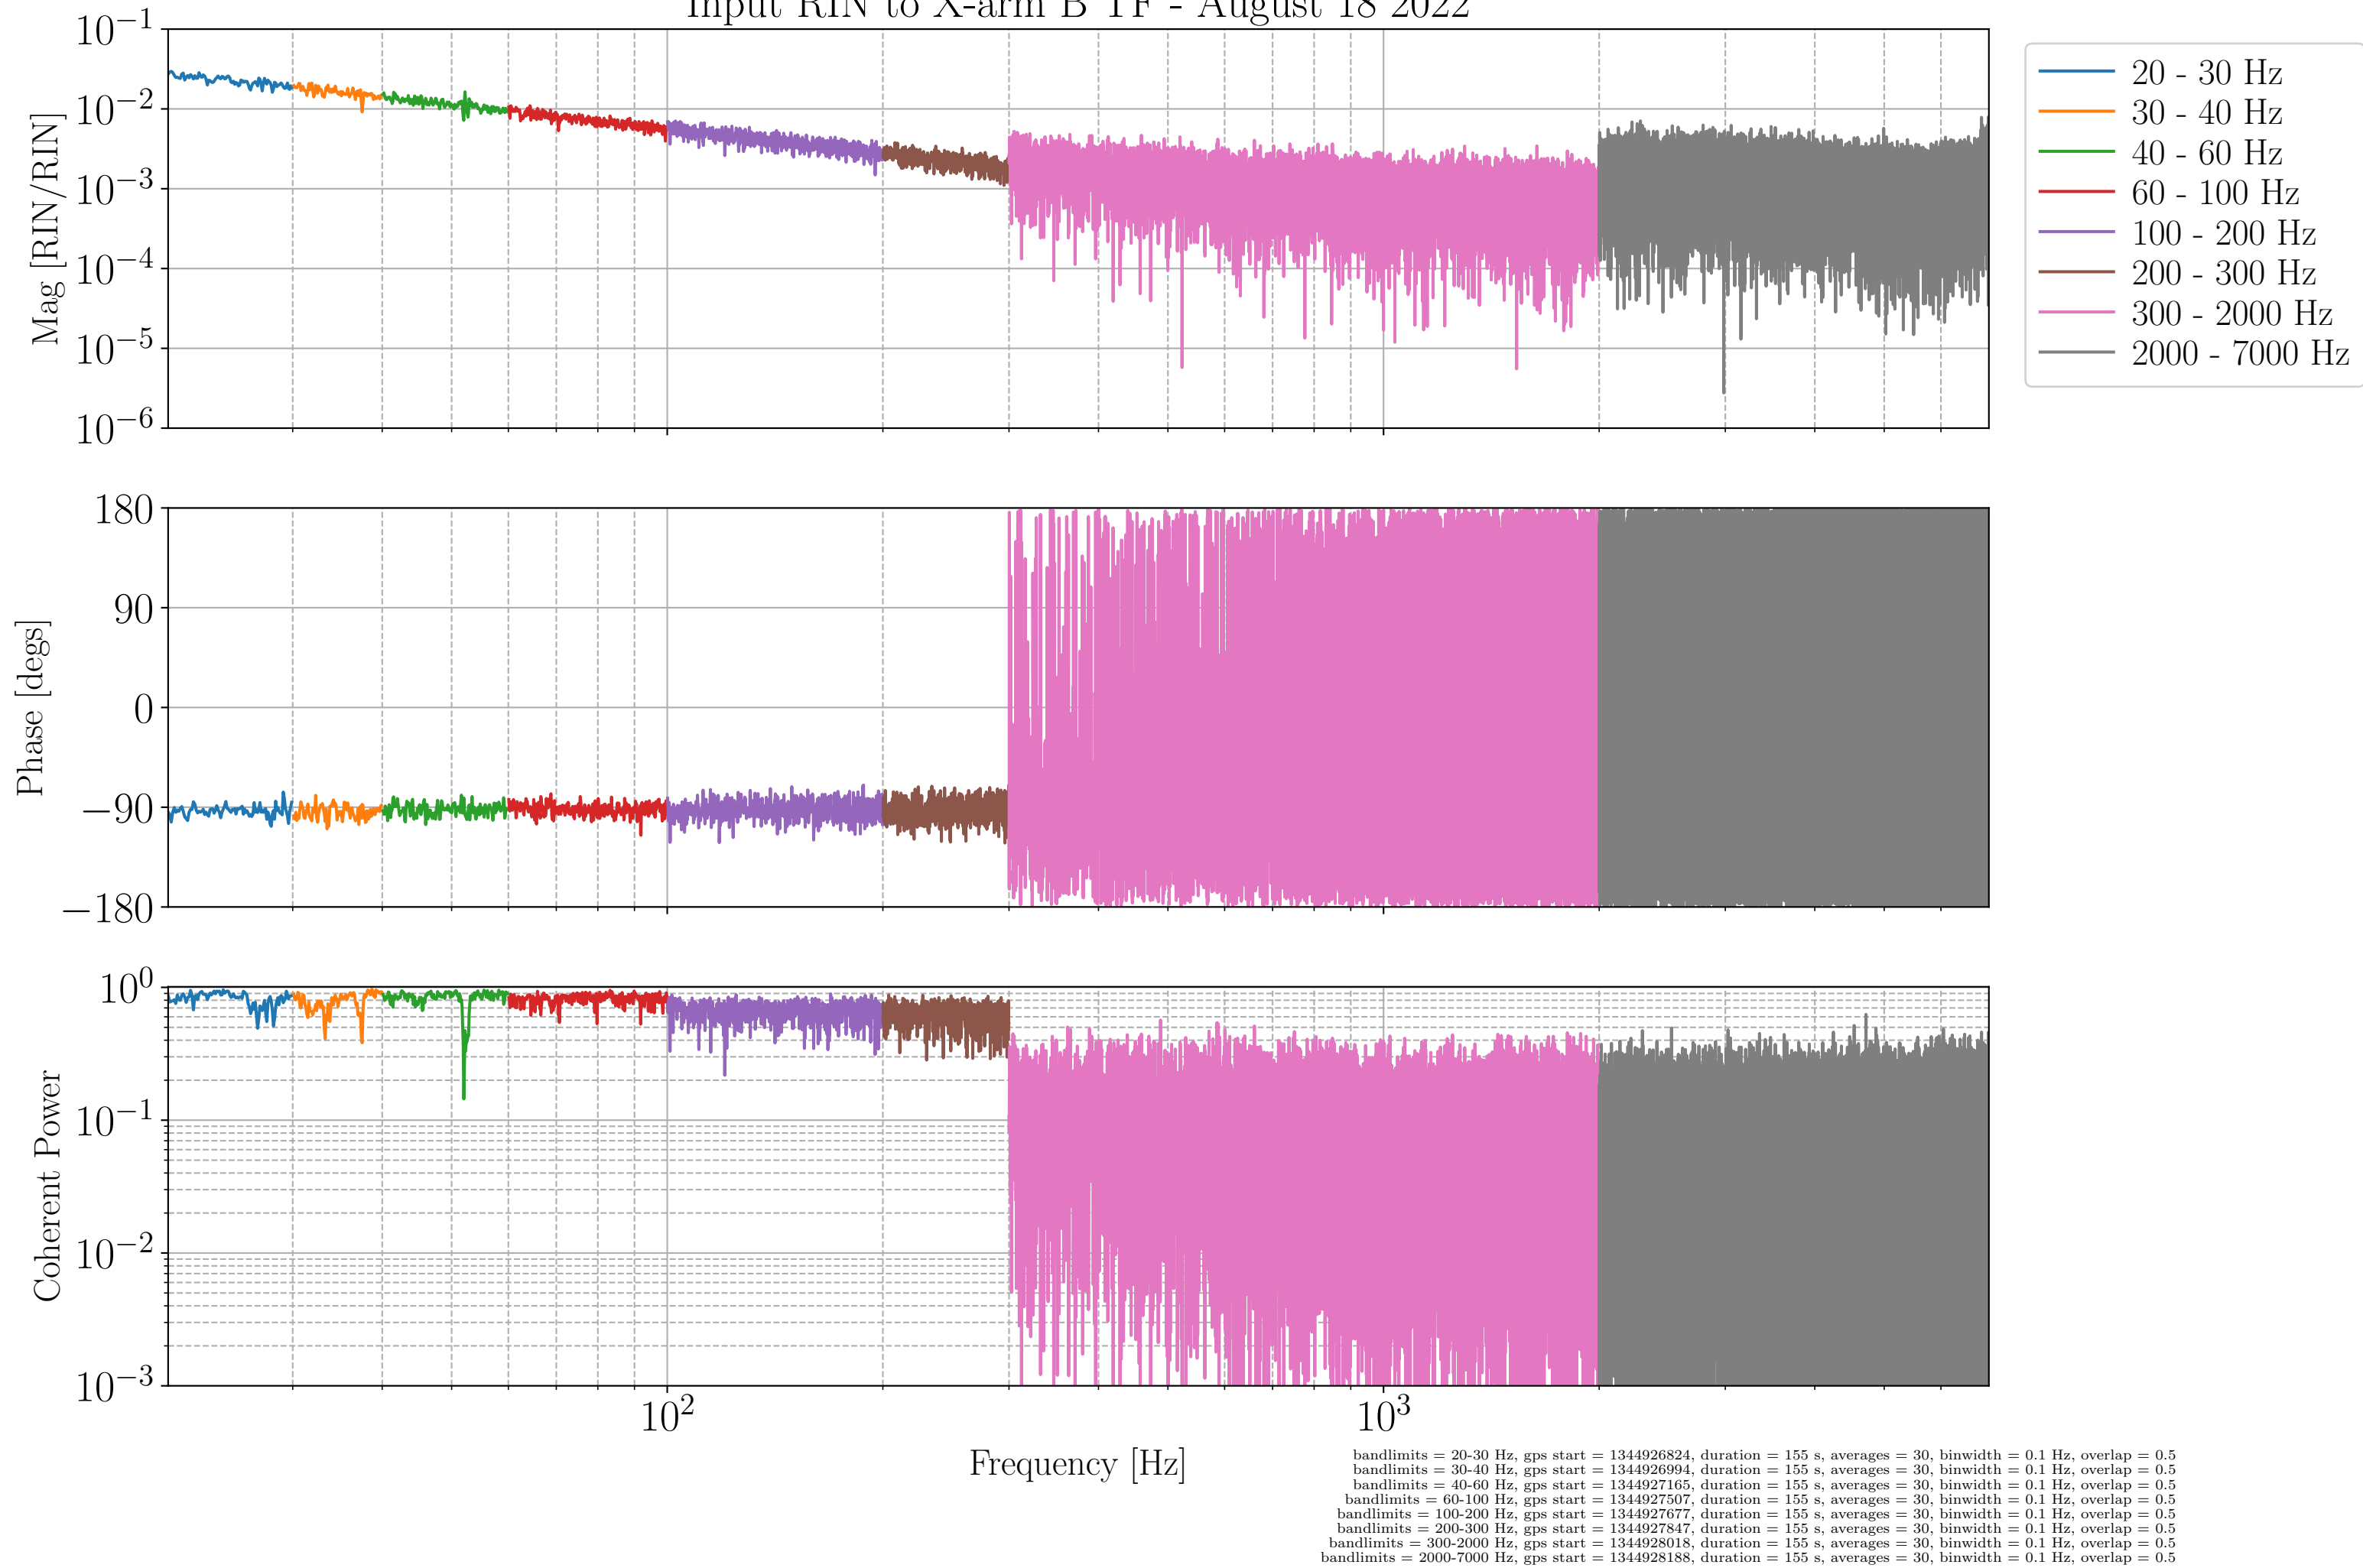 Input RIN to X-arm B TF - August 18 2022
10−1
10−2
10−3
10−4
10−5
10−6
Mag [RIN/RIN]
20 - 30 Hz
30 - 40 Hz
40 - 60 Hz
60 - 100 Hz
100 - 200 Hz
200 - 300 Hz
300 - 2000 Hz
2000 - 7000 Hz
180
90
0
−90
−180
Phase [degs]
10^0
10−1
10−2
10−3
Coherent Power
10^2
10^3
Frequency [Hz]
bandlimits = 20-30 Hz, gps start = 1344926824, duration = 155 s, averages = 30, binwidth = 0.1 Hz, overlap = 0.5
bandlimits = 30-40 Hz, gps start = 1344926994, duration = 155 s, averages = 30, binwidth = 0.1 Hz, overlap = 0.5
bandlimits = 40-60 Hz, gps start = 1344927165, duration = 155 s, averages = 30, binwidth = 0.1 Hz, overlap = 0.5
bandlimits = 60-100 Hz, gps start = 1344927507, duration = 155 s, averages = 30, binwidth = 0.1 Hz, overlap = 0.5
bandlimits = 100-200 Hz, gps start = 1344927677, duration = 155 s, averages = 30, binwidth = 0.1 Hz, overlap = 0.5
bandlimits = 200-300 Hz, gps start = 1344927847, duration = 155 s, averages = 30, binwidth = 0.1 Hz, overlap = 0.5
bandlimits = 300-2000 Hz, gps start = 1344928018, duration = 155 s, averages = 30, binwidth = 0.1 Hz, overlap = 0.5
bandlimits = 2000-7000 Hz, gps start = 1344928188, duration = 155 s, averages = 30, binwidth = 0.1 Hz, overlap = 0.5